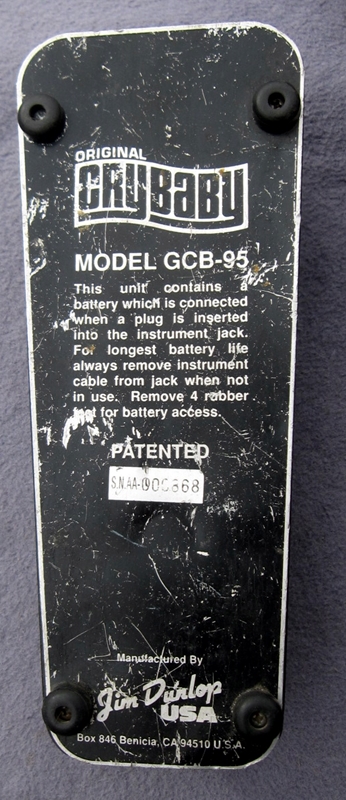 ORIGINAL
CRYBABY
MODEL GCB-95
This unit contains a
battery which is connected
when a plug is inserted
into the instrument jack.
For longest battery life
always remove instrument
cable from jack when not
in use. Remove 4 rubber
feet for battery access.
PATENTED
S.N.AA-
Manufactured By
Jim Dunlop
USA
Box 846 Benicia, CA 94510 U.S.A.